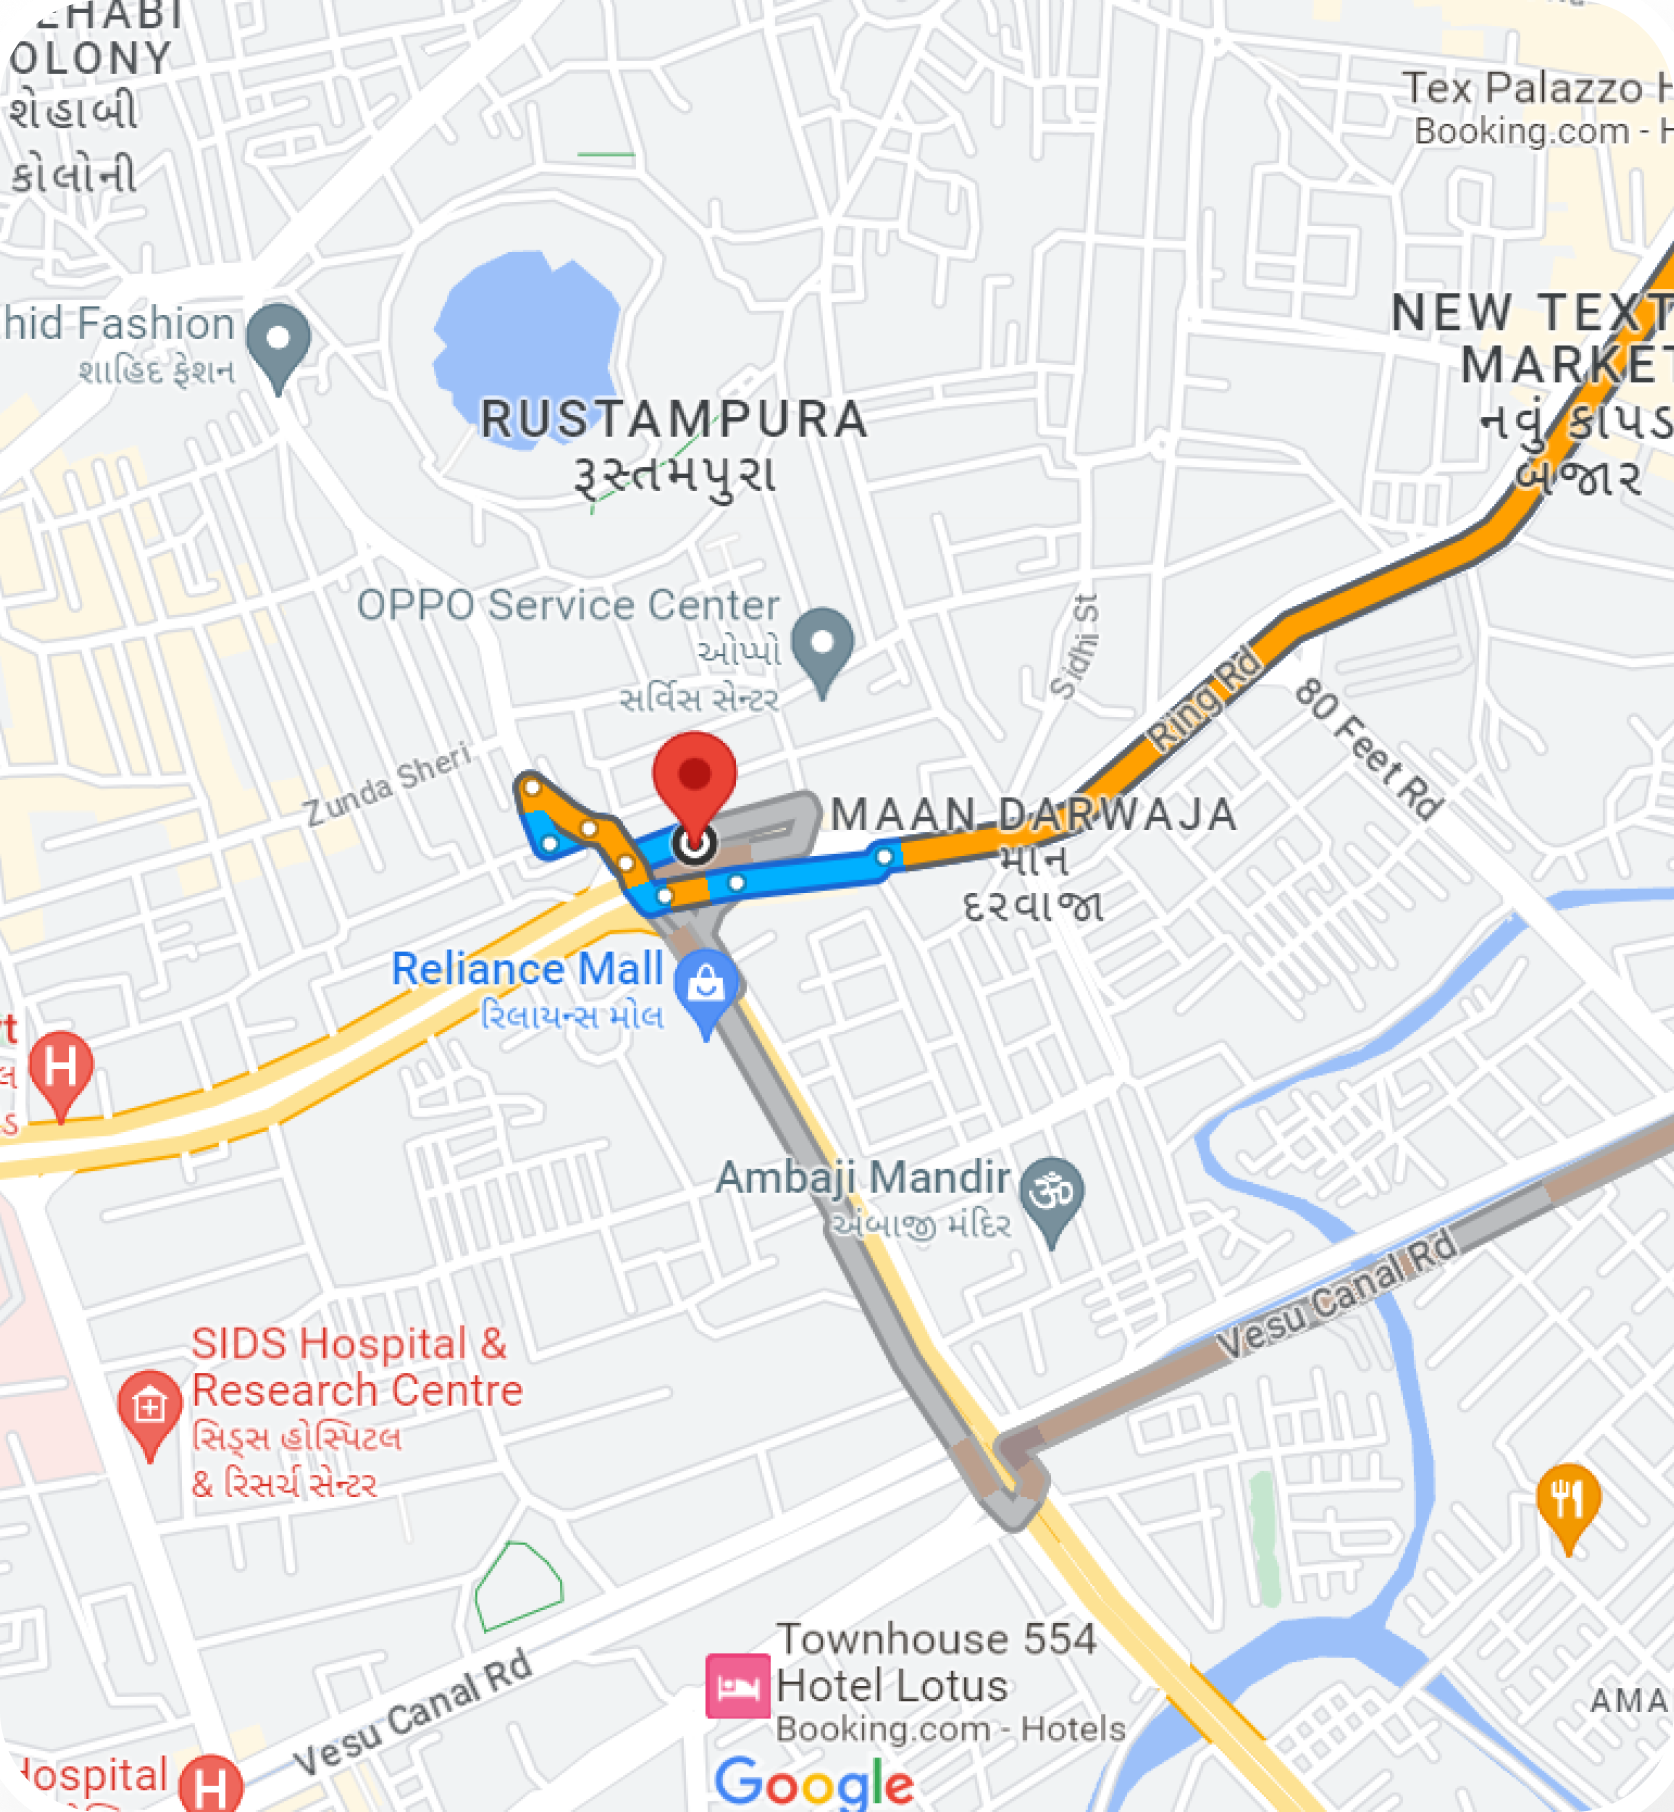 OLONY
શેહાબી
કોલોની
Tex Palazzo H
Booking.com - H
hid Fashion
શાહિદ ફેશન
NEW TEXT
MARKET
નવું કાપડ
બજાર
RUSTAMPURA
રૂસ્તમપુરા
OPPO Service Center
ઓપ્પો
સર્વિસ સેન્ટર
Sidhi St
Ring Rd
80 Feet Rd
Zunda Sheri
MAAN DARWAJA
માન
દરવાજા
Reliance Mall
રિલાયન્સ મોલ
H
Ambaji Mandir
અંબાજી મંદિર
Vesu Canal Rd
SIDS Hospital &
Research Centre
સિડ્સ હોસ્પિટલ
& રિસર્ચ સેન્ટર
Townhouse 554
Hotel Lotus
Booking.com - Hotels
Vesu Canal Rd
AMA
Hospital
H
Google